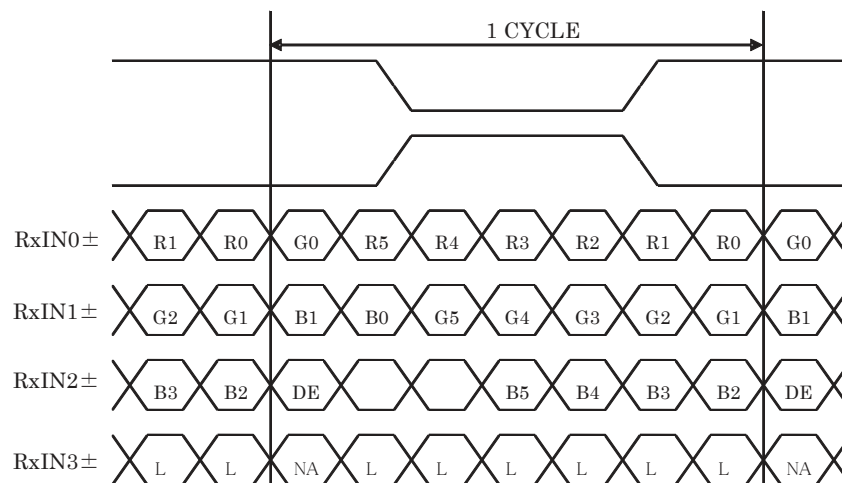 1 CYCLE
RxIN0± R1 R0 G0 R5 R4 R3 R2 R1 R0 G0
RxIN1± G2 G1 B1 B0 G5 G4 G3 G2 G1 B1
RxIN2± B3 B2 DE B5 B4 B3 B2 DE
RxIN3± L L NA L L L L L L NA